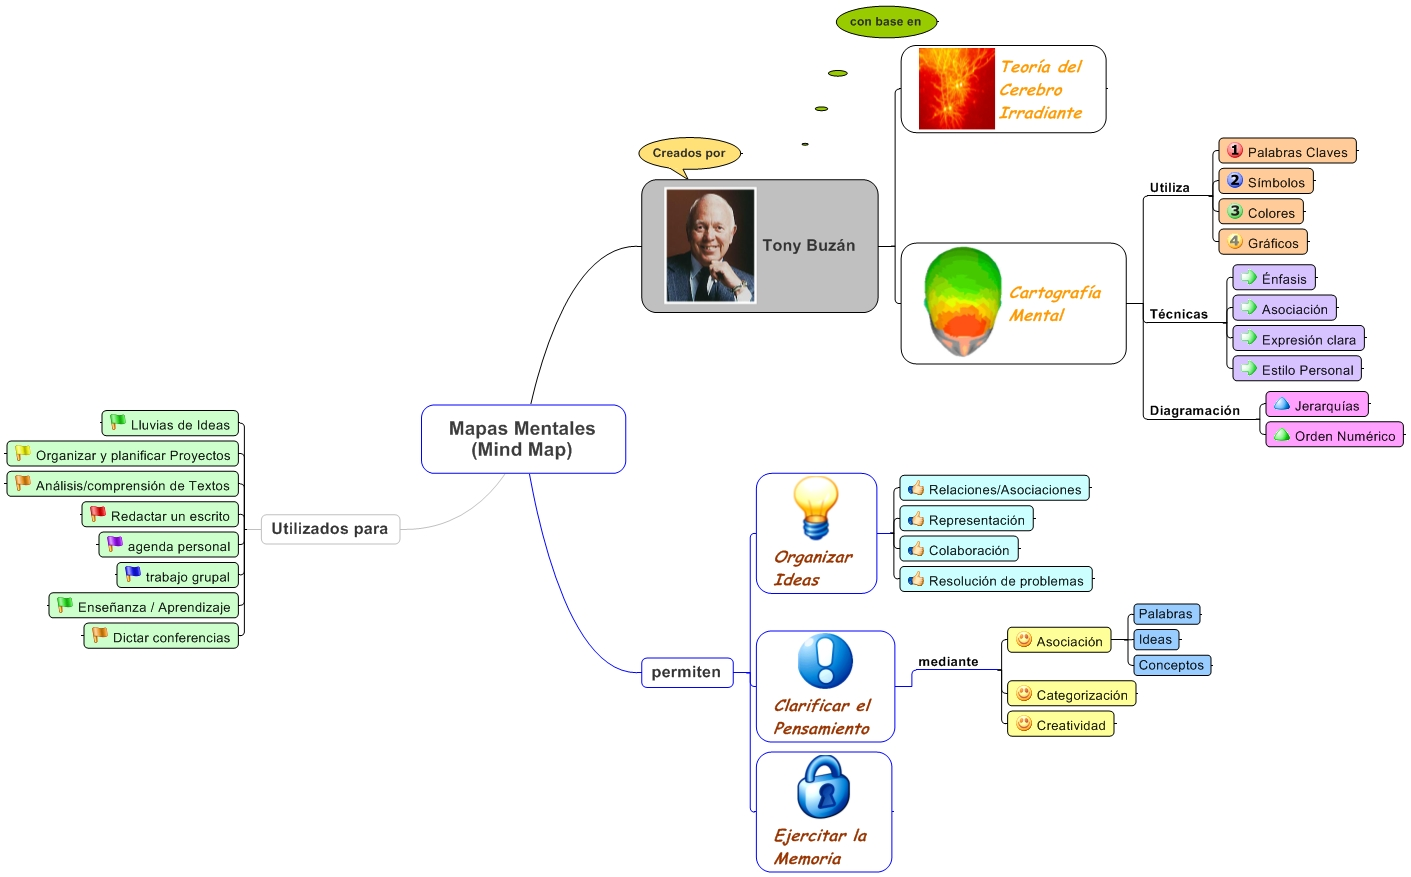 con base en
Teoría del
Cerebro
Irradiante
Creados por
Tony Buzán
Cartografía
Mental
Utiliza
1 Palabras Claves
2 Símbolos
3 Colores
4 Gráficos
Técnicas
Énfasis
Asociación
Expresión clara
Estilo Personal
Diagramación
Jerarquías
Orden Numérico
Mapas Mentales
(Mind Map)
Utilizados para
Lluvias de Ideas
Organizar y planificar Proyectos
Análisis/comprensión de Textos
Redactar un escrito
agenda personal
trabajo grupal
Enseñanza / Aprendizaje
Dictar conferencias
permiten
Organizar
Ideas
Relaciones/Asociaciones
Representación
Colaboración
Resolución de problemas
Clarificar el
Pensamiento
mediante
Asociación
Palabras
Ideas
Conceptos
Categorización
Creatividad
Ejercitar la
Memoria